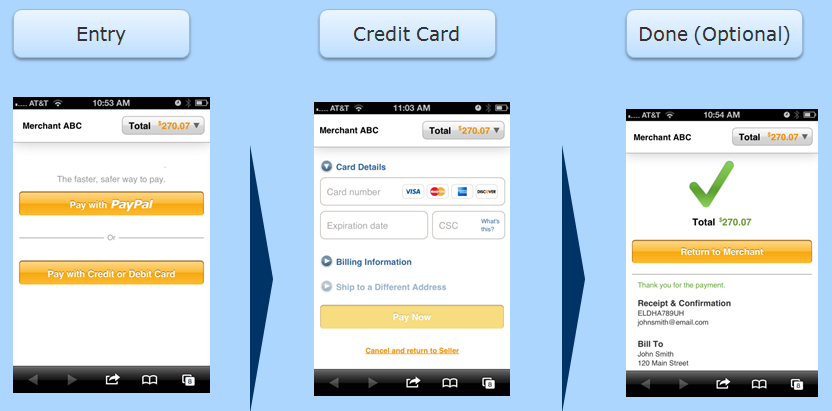 Entry
Credit Card
Done (Optional)
AT&T 10:53 AM
Merchant ABC
Total $270.07
The faster, safer way to pay.
Pay with PayPal
Or
Pay with Credit or Debit Card
8
AT&T 11:03 AM
Merchant ABC
Total $270.07
Card Details
Card number VISA MasterCard AMEX DISCOVER
Expiration date CSC What's
this?
Billing Information
Ship to a Different Address
Pay Now
Cancel and return to Seller
8
AT&T 10:54 AM
Merchant ABC
Total $270.07
Total $270.07
Return to Merchant
Thank you for the payment.
Receipt & Confirmation
ELDHA789UH
johnsmith@email.com
Bill To
John Smith
120 Main Street
8